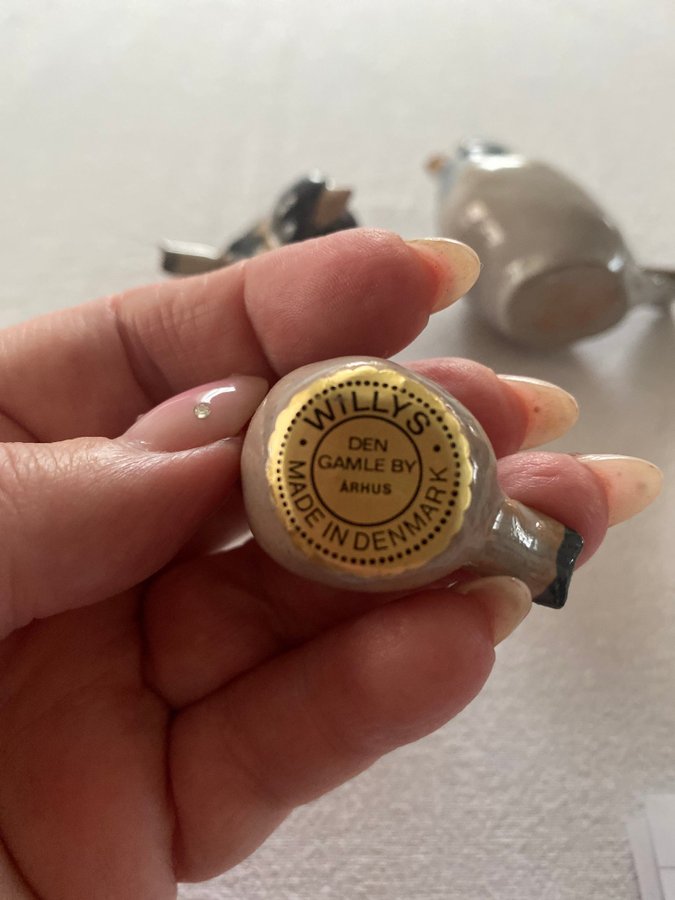 WILLYS
DEN
GAMLE BY
ÅRHUS
MADE IN DENMARK